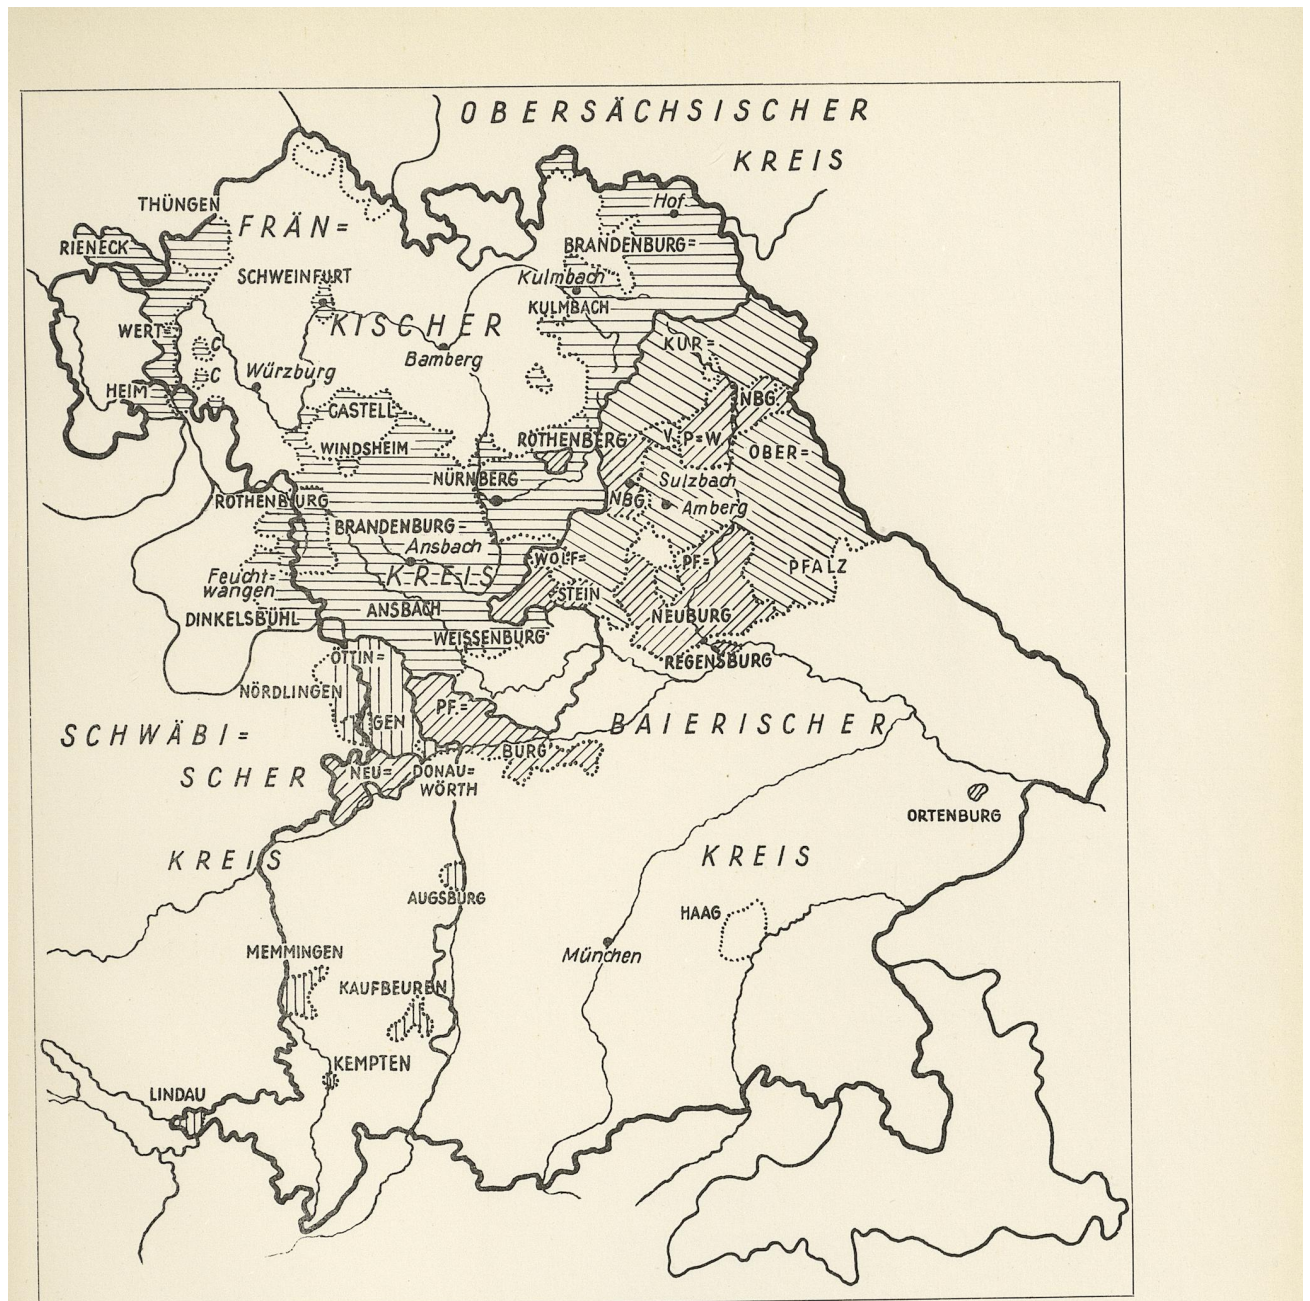 OBERSÄCHSISCHER
KREIS
THÜNGEN
FRÄN=
Hof
RIENECK
BRANDENBURG=
SCHWEINFURT
Kulmbach
KULMBACH
WERT=
KISCHER
C
KUR=
Bamberg
C
Würzburg
HEIM
NBG.
CASTELL
V.
P=W.
ROTHENBERG
WINDSHEIM
OBER=
NÜRNBERG
Sulzbach
NBG.
ROTHENBURG
Amberg
BRANDENBURG=
Ansbach
WOLF=
PF=
PFALZ
Feucht=
wangen
KREIS
STEIN
ANSBACH
NEUBURG
DINKELSBÜHL
WEISSENBURG
ÖTTIN=
REGENSBURG
NÖRDLINGEN
PF.=
GEN
BAIERISCHER
SCHWÄBI=
BURG
SCHER
NEU=
DONAU=
WÖRTH
ORTENBURG
KREIS
KREIS
AUGSBURG
HAAG
MEMMINGEN
München
KAUFBEUREN
KEMPTEN
LINDAU